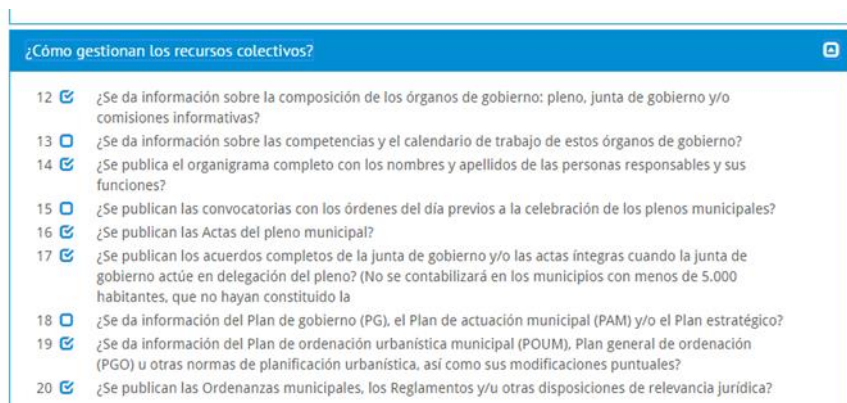 ¿Cómo gestionan los recursos colectivos?
12 ¿Se da información sobre la composición de los órganos de gobierno: pleno, junta de gobierno y/o
comisiones informativas?
13 ¿Se da información sobre las competencias y el calendario de trabajo de estos órganos de gobierno?
14 ¿Se publica el organigrama completo con los nombres y apellidos de las personas responsables y sus
funciones?
15 ¿Se publican las convocatorias con los órdenes del día previos a la celebración de los plenos municipales?
16 ¿Se publican las Actas del pleno municipal?
17 ¿Se publican los acuerdos completos de la junta de gobierno y/o las actas íntegras cuando la junta de
gobierno actúe en delegación del pleno? (No se contabilizará en los municipios con menos de 5.000
habitantes, que no hayan constituido la
18 ¿Se da información del Plan de gobierno (PG), el Plan de actuación municipal (PAM) y/o el Plan estratégico?
19 ¿Se da información del Plan de ordenación urbanística municipal (POUM), Plan general de ordenación
(PGO) u otras normas de planificación urbanística, así como sus modificaciones puntuales?
20 ¿Se publican las Ordenanzas municipales, los Reglamentos y/u otras disposiciones de relevancia jurídica?